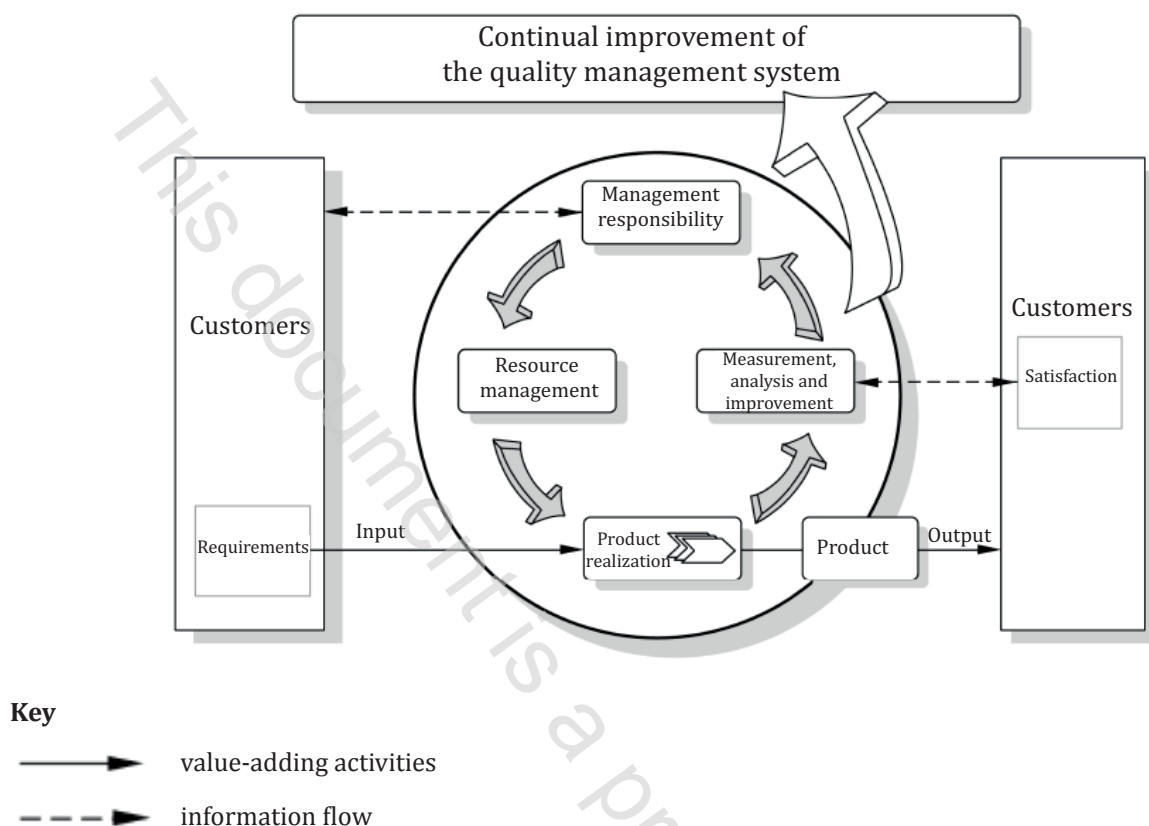 Continual improvement of
the quality management system
Management
responsibility
Customers
Customers
Resource
management
Measurement,
analysis and
improvement
Satisfaction
Requirements
Input
Product
realization
Product
Output
Key
value-adding activities
information flow
This document is a pr